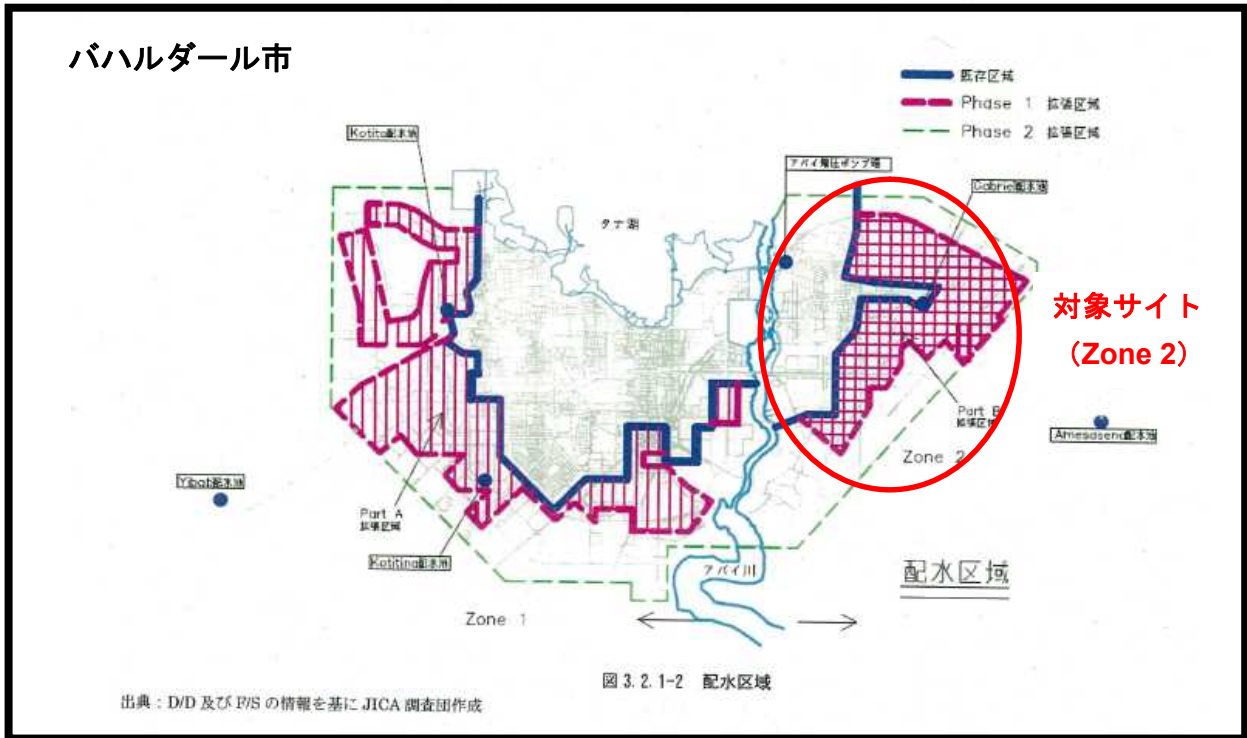 バハルダール市
既存区域
Phase 1 拡張区域
Phase 2 拡張区域
Kotita配水池
アバイ増圧ポンプ場
Gabrie配水池
タナ湖
対象サイト
(Zone 2)
Part B
拡張区域
Amesasena配水池
Zone 2
Yibab配水池
Part A
拡張区域
Katitina配水池
アバイ川
配水区域
Zone 1
図 3.2.1-2 配水区域
出典：D/D 及び F/S の情報を基に JICA 調査団作成